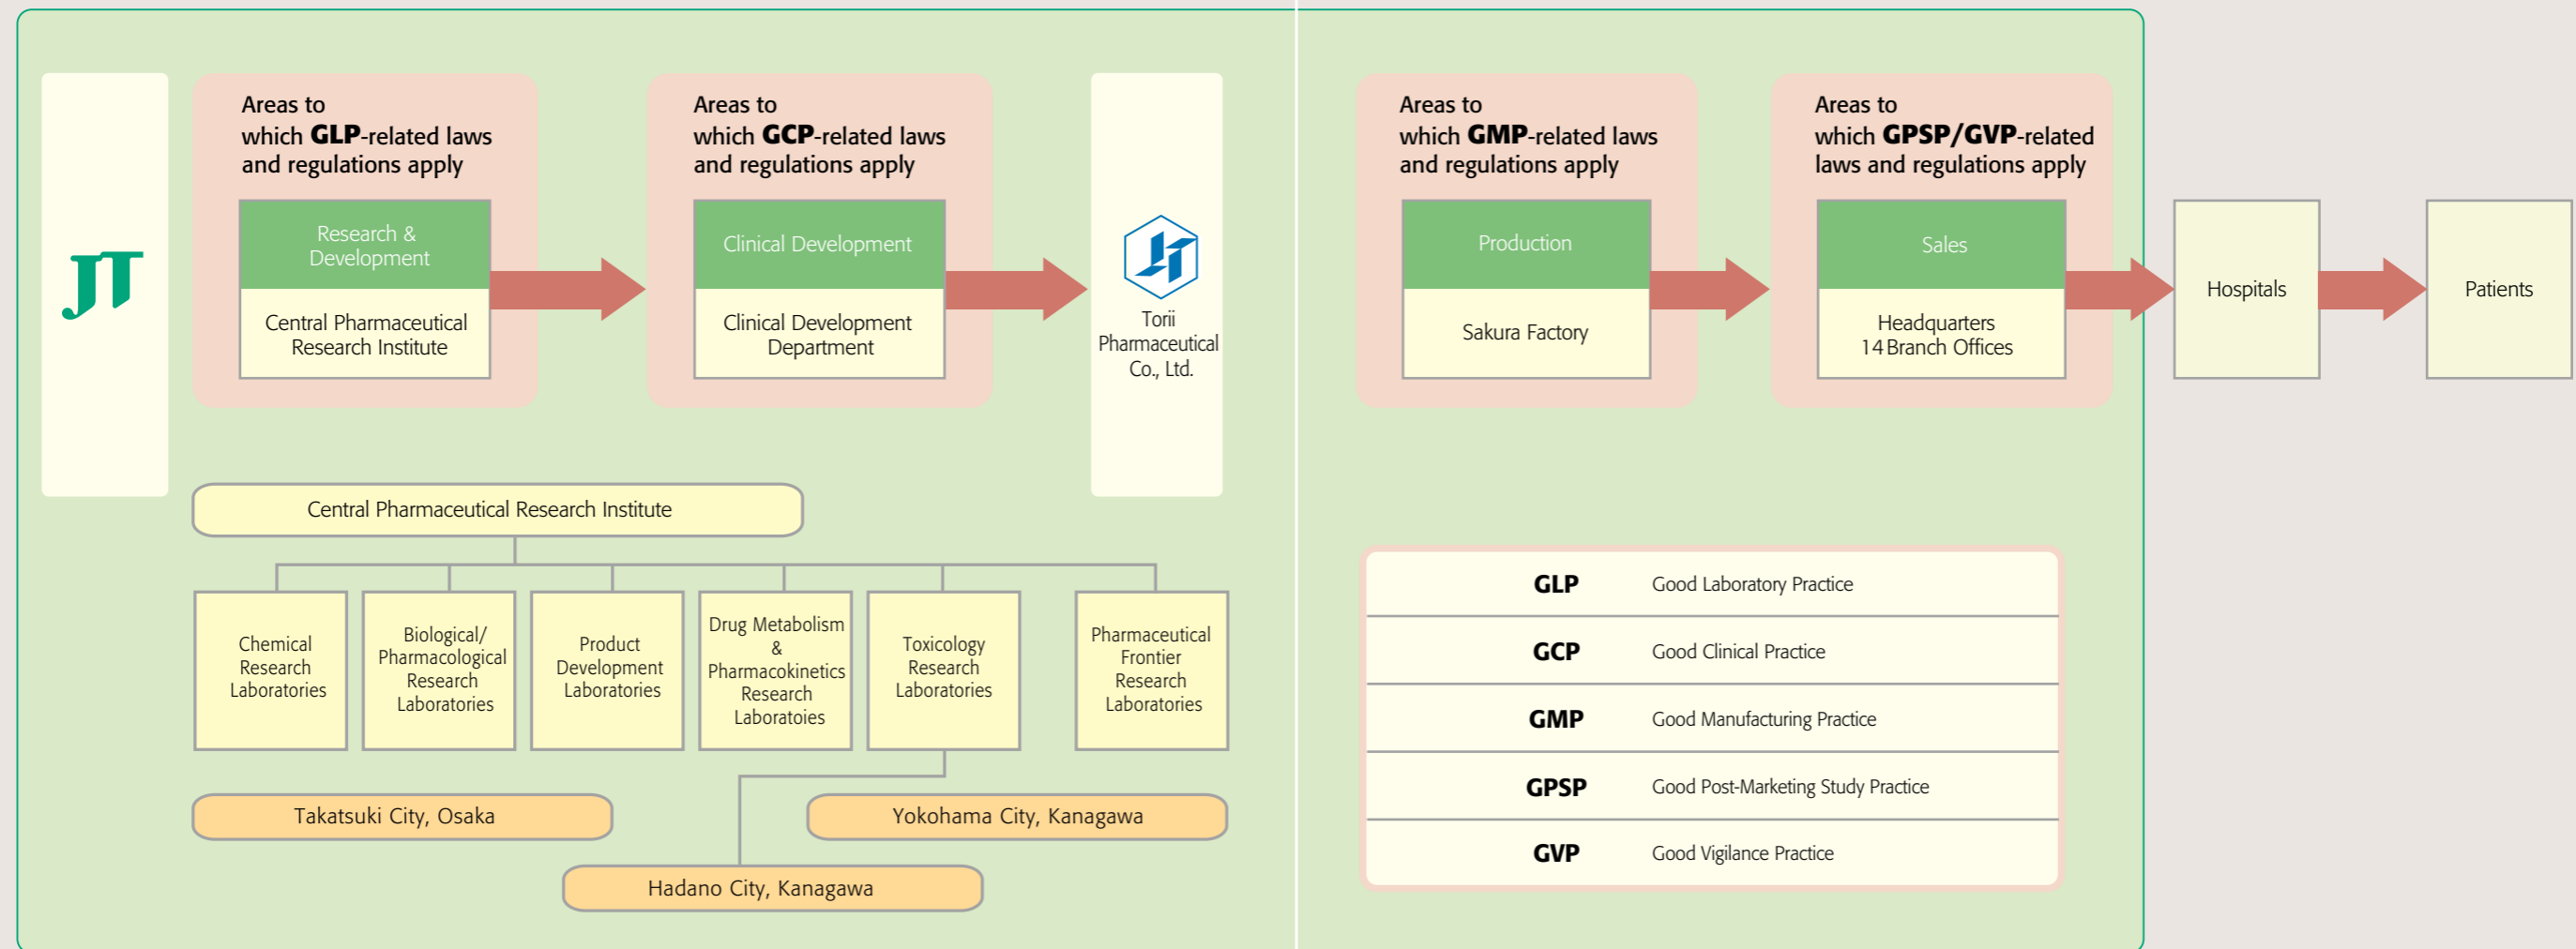 JT
Areas to
which GLP-related laws
and regulations apply
Research &
Development
Central Pharmaceutical
Research Institute
Areas to
which GCP-related laws
and regulations apply
Clinical Development
Clinical Development
Department
Torii
Pharmaceutical
Co., Ltd.
Areas to
which GMP-related laws
and regulations apply
Production
Sakura Factory
Areas to
which GPSP/GVP-related
laws and regulations apply
Sales
Headquarters
14 Branch Offices
Hospitals
Patients
Central Pharmaceutical Research Institute
Chemical
Research
Laboratories
Biological/
Pharmacological
Research
Laboratories
Product
Development
Laboratories
Drug Metabolism
&
Pharmacokinetics
Research
Laboratoies
Toxicology
Research
Laboratories
Pharmaceutical
Frontier
Research
Laboratories
Takatsuki City, Osaka
Yokohama City, Kanagawa
Hadano City, Kanagawa
GLP Good Laboratory Practice
GCP Good Clinical Practice
GMP Good Manufacturing Practice
GPSP Good Post-Marketing Study Practice
GVP Good Vigilance Practice